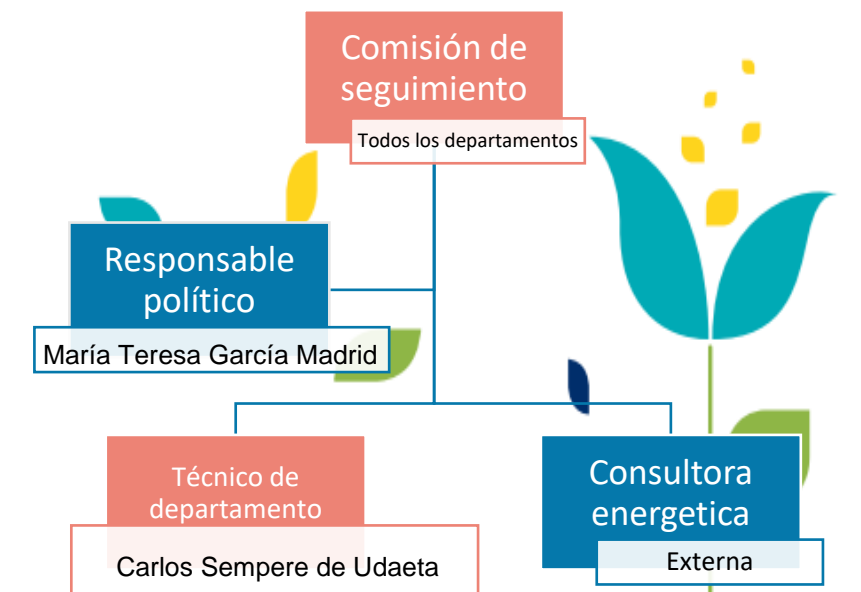 Comisión de
seguimiento
Todos los departamentos
Responsable
político
María Teresa García Madrid
Técnico de
departamento
Carlos Sempere de Udaeta
Consultora
energetica
Externa